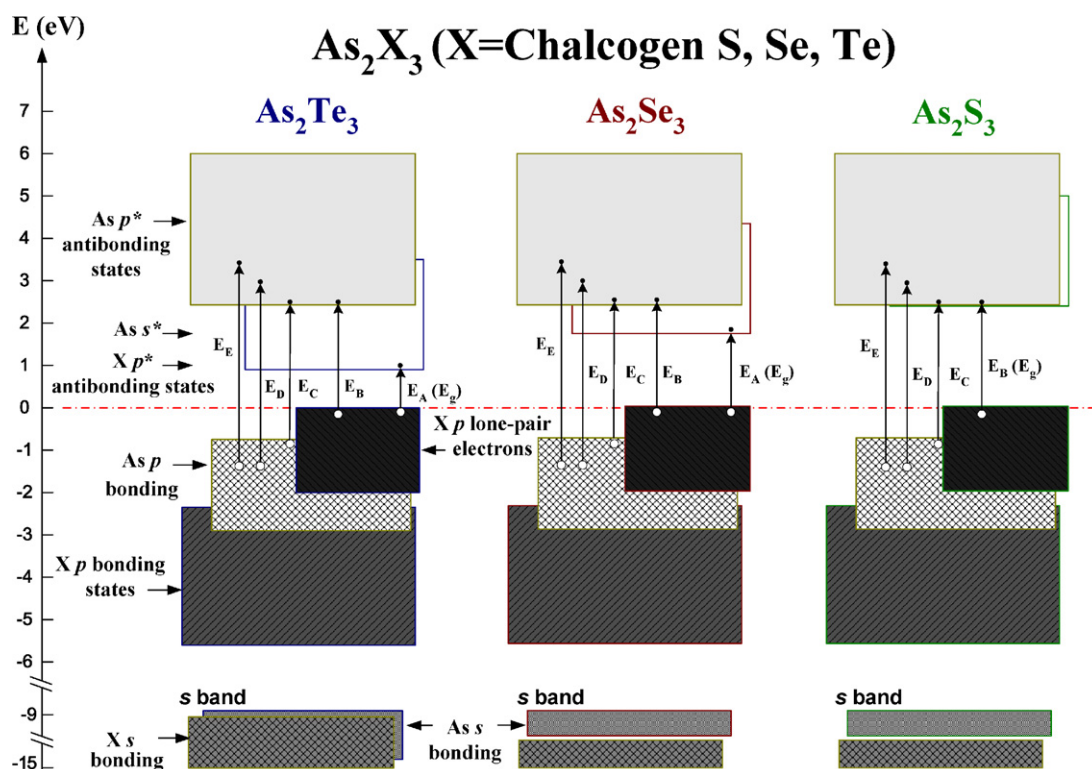 E (eV)
As₂X₃ (X=Chalcogen S, Se, Te)
As₂Te₃
As₂Se₃
As₂S₃
7
6
5
4
3
2
1
0
-1
-2
-3
-4
-5
-6
-9
-15
As p*
antibonding
states
As s*
X p*
antibonding states
As p
bonding
X p bonding
states
X s
bonding
E_E
E_D
E_C
E_B
E_A (E_g)
X p lone-pair
electrons
s band
As s
bonding
E_E
E_D
E_C
E_B
E_A (E_g)
s band
E_E
E_D
E_C
E_B (E_g)
s band